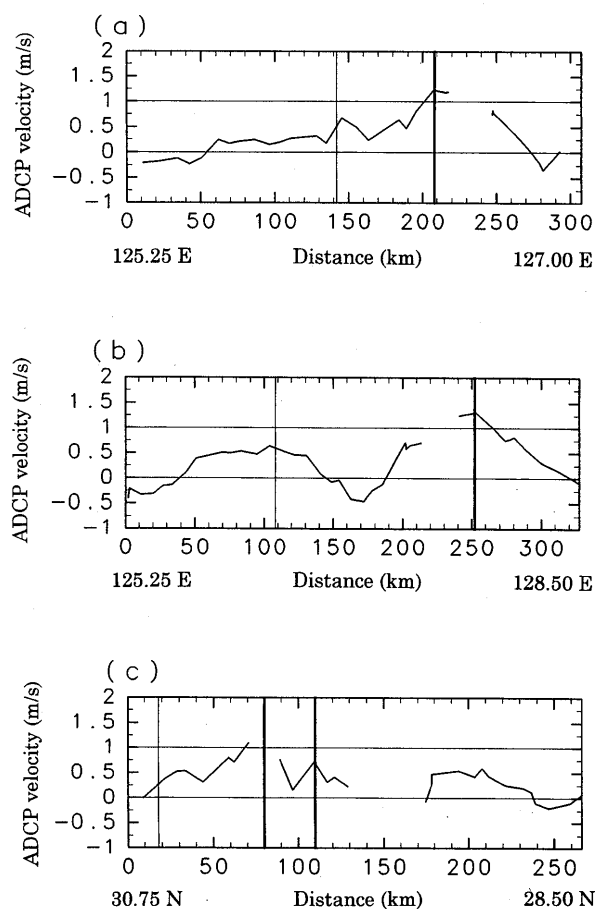 (a)
ADCP velocity (m/s)
2
1.5
1
0.5
0
-0.5
-1
0 50 100 150 200 250 300
125.25 E Distance (km) 127.00 E
(b)
ADCP velocity (m/s)
2
1.5
1
0.5
0
-0.5
-1
0 50 100 150 200 250 300
125.25 E Distance (km) 128.50 E
(c)
ADCP velocity (m/s)
2
1.5
1
0.5
0
-0.5
-1
0 50 100 150 200 250
30.75 N Distance (km) 28.50 N